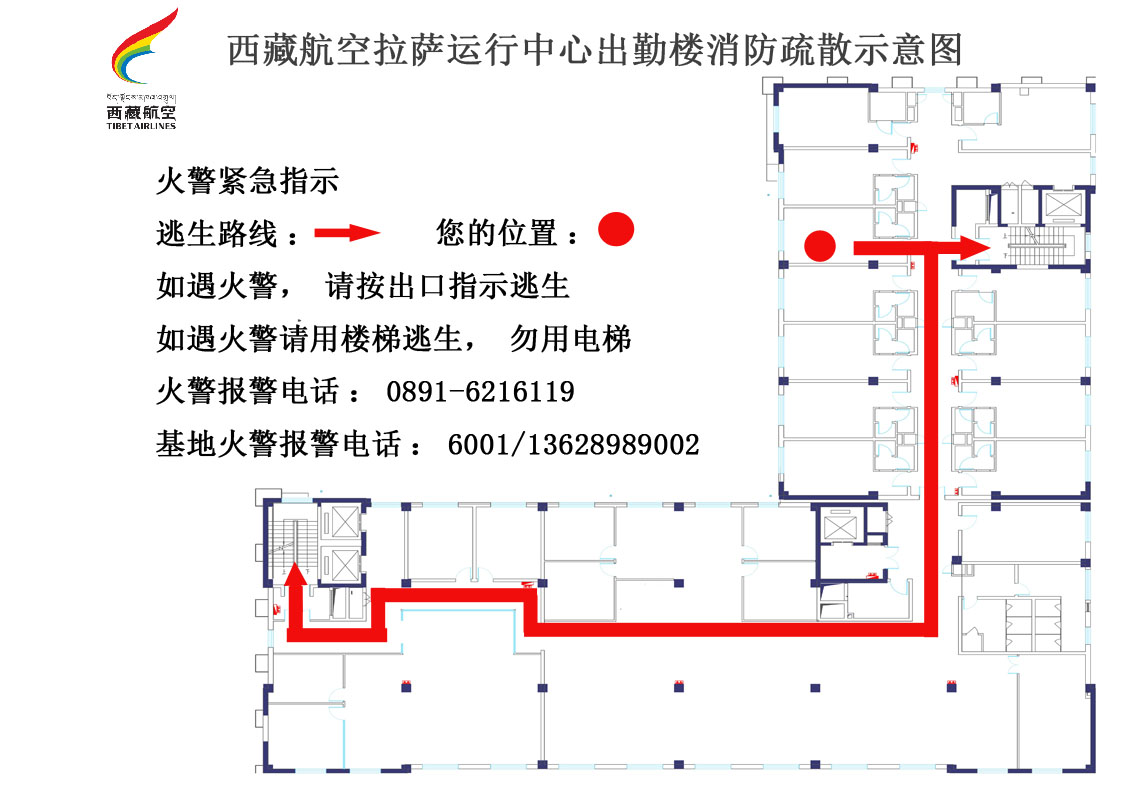 西藏航空拉萨运行中心出勤楼消防疏散示意图
西藏航空
TIBET AIRLINES
火警紧急指示
逃生路线：
您的位置：
如遇火警， 请按出口指示逃生
如遇火警请用楼梯逃生， 勿用电梯
火警报警电话： 0891-6216119
基地火警报警电话： 6001/13628989002
上
下
上
下